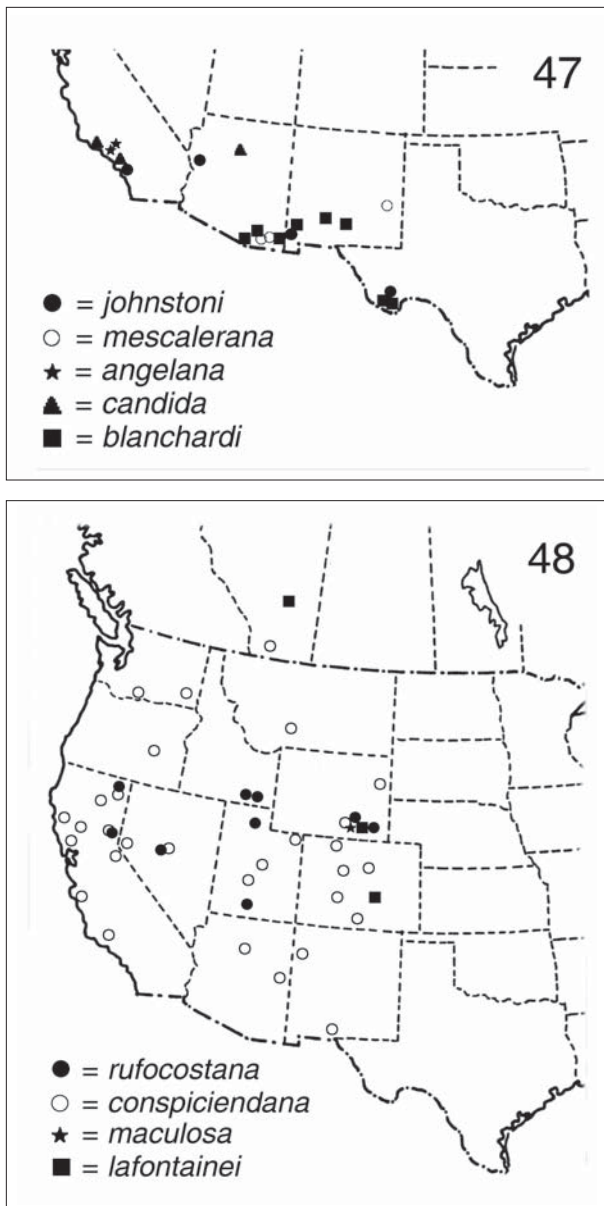 47
● = johnstoni
○ = mescalerana
★ = angelana
▲ = candida
■ = blanchardi
48
● = rufocostana
○ = conspiciendana
★ = maculosa
■ = lafontainei